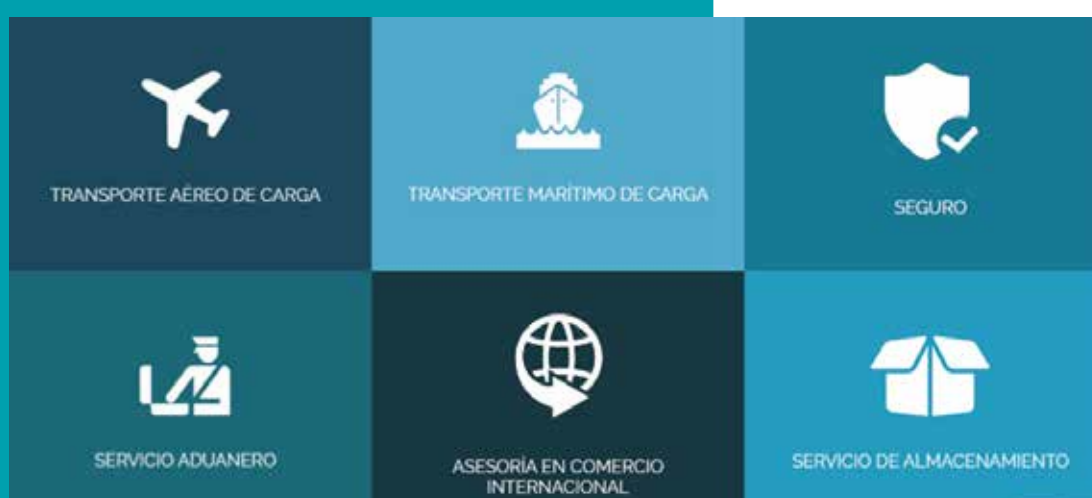 TRANSPORTE AÉREO DE CARGA
TRANSPORTE MARÍTIMO DE CARGA
SEGURO
SERVICIO ADUANERO
ASESORÍA EN COMERCIO
INTERNACIONAL
SERVICIO DE ALMACENAMIENTO